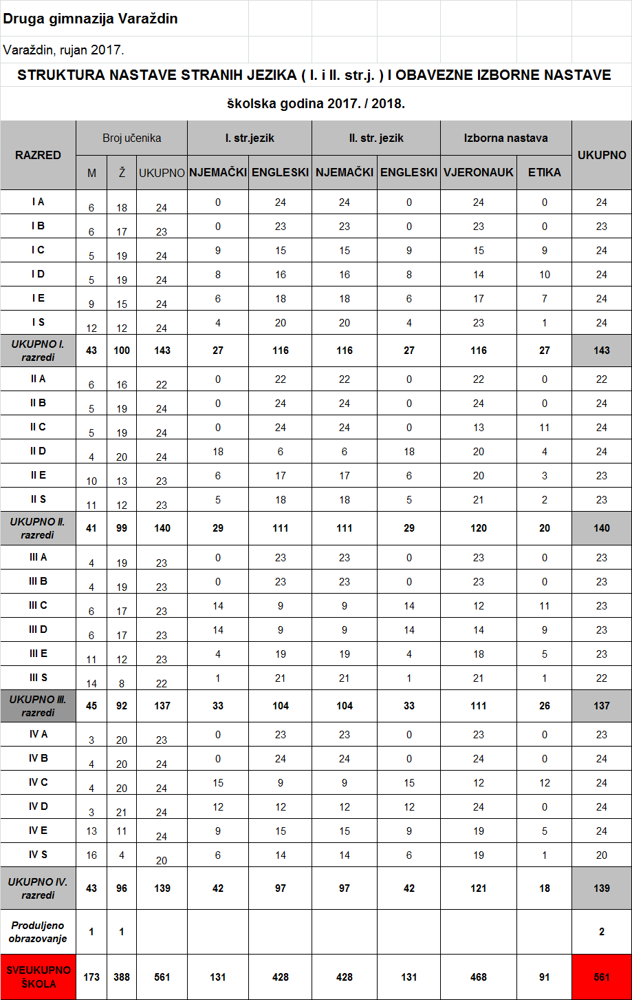 Druga gimnazija Varaždin
Varaždin, rujan 2017.
STRUKTURA NASTAVE STRANIH JEZIKA ( I. i II. str.j. ) I OBAVEZNE IZBORNE NASTAVE
školska godina 2017. / 2018.
RAZRED Broj učenika I. str.jezik II. str. jezik Izborna nastava UKUPNO
M Ž UKUPNO NJEMAČKI ENGLESKI NJEMAČKI ENGLESKI VJERONAUK ETIKA
I A 6 18 24 0 24 24 0 24 0 24
I B 6 17 23 0 23 23 0 23 0 23
I C 5 19 24 9 15 15 9 15 9 24
I D 5 19 24 8 16 16 8 14 10 24
I E 9 15 24 6 18 18 6 17 7 24
I S 12 12 24 4 20 20 4 23 1 24
UKUPNO I.
razredi 43 100 143 27 116 116 27 116 27 143
II A 6 16 22 0 22 22 0 22 0 22
II B 5 19 24 0 24 24 0 24 0 24
II C 5 19 24 0 24 24 0 13 11 24
II D 4 20 24 18 6 6 18 20 4 24
II E 10 13 23 6 17 17 6 20 3 23
II S 11 12 23 5 18 18 5 21 2 23
UKUPNO II.
razredi 41 99 140 29 111 111 29 120 20 140
III A 4 19 23 0 23 23 0 23 0 23
III B 4 19 23 0 23 23 0 23 0 23
III C 6 17 23 14 9 9 14 12 11 23
III D 6 17 23 14 9 9 14 14 9 23
III E 11 12 23 4 19 19 4 18 5 23
III S 14 8 22 1 21 21 1 21 1 22
UKUPNO III.
razredi 45 92 137 33 104 104 33 111 26 137
IV A 3 20 23 0 23 23 0 23 0 23
IV B 4 20 24 0 24 24 0 24 0 24
IV C 4 20 24 15 9 9 15 12 12 24
IV D 3 21 24 12 12 12 12 24 0 24
IV E 13 11 24 9 15 15 9 19 5 24
IV S 16 4 20 6 14 14 6 19 1 20
UKUPNO IV.
razredi 43 96 139 42 97 97 42 121 18 139
Produljeno
obrazovanje 1 1 2
SVEUKUPNO
ŠKOLA 173 388 561 131 428 428 131 468 91 561